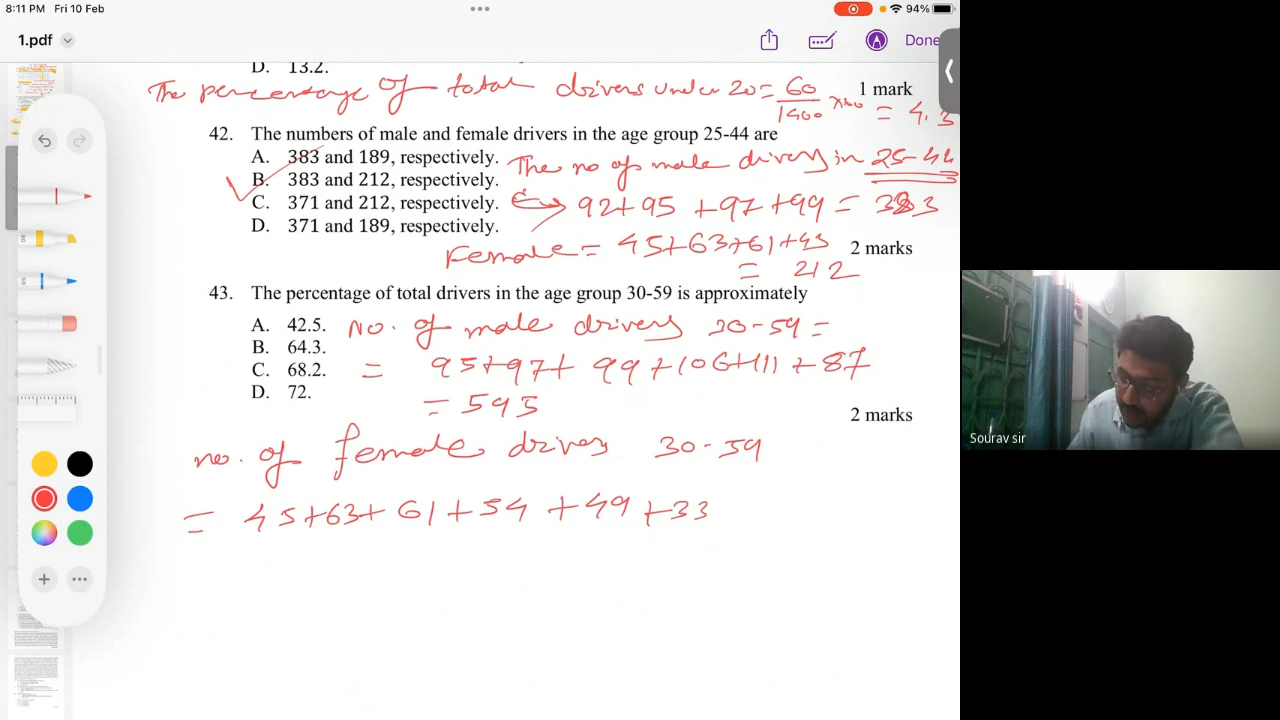 8:11 PM Fri 10 Feb
94%
1.pdf
Done
D. 13.2.
The percentage of total drivers under 20 = 60/1400 ×100 = 4.3
1 mark
42. The numbers of male and female drivers in the age group 25-44 are
A. 383 and 189, respectively.
The no of male drivers in 25-44
B. 383 and 212, respectively.
C. 371 and 212, respectively.
92+95 +97+99 = 383
D. 371 and 189, respectively.
Female = 45+63+61+43
2 marks
= 212
43. The percentage of total drivers in the age group 30-59 is approximately
A. 42.5.
No. of male drivers 30-59 =
B. 64.3.
C. 68.2.
= 95+97+ 99+106+111 +87
D. 72.
= 595
2 marks
no. of female drives 30-59
= 45+63+ 61+54 +49+33
Sourav sir